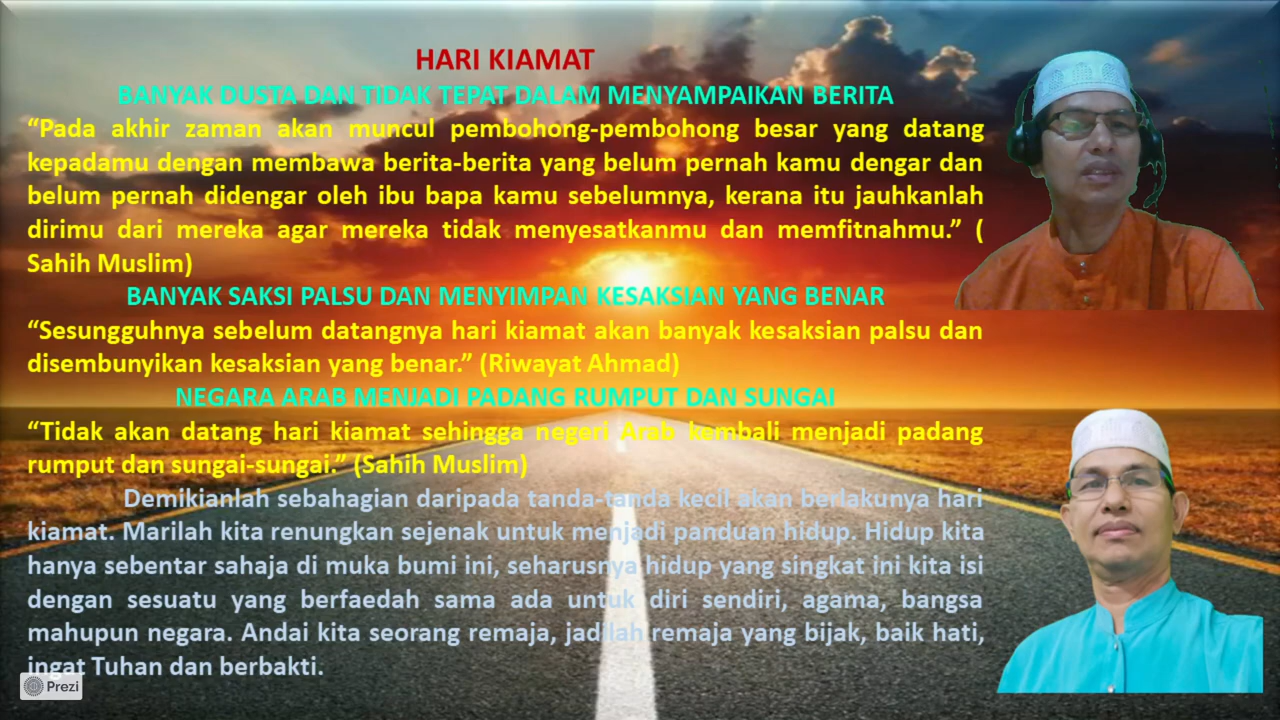 HARI KIAMAT
BANYAK DUSTA DAN TIDAK TEPAT DALAM MENYAMPAIKAN BERITA
“Pada akhir zaman akan muncul pembohong-pembohong besar yang datang
kepadamu dengan membawa berita-berita yang belum pernah kamu dengar dan
belum pernah didengar oleh ibu bapa kamu sebelumnya, kerana itu jauhkanlah
dirimu dari mereka agar mereka tidak menyesatkanmu dan memfitnahmu.” (
Sahih Muslim)
BANYAK SAKSI PALSU DAN MENYIMPAN KESAKSIAN YANG BENAR
“Sesungguhnya sebelum datangnya hari kiamat akan banyak kesaksian palsu dan
disembunyikan kesaksian yang benar.” (Riwayat Ahmad)
NEGARA ARAB MENJADI PADANG RUMPUT DAN SUNGAI
“Tidak akan datang hari kiamat sehingga negeri Arab kembali menjadi padang
rumput dan sungai-sungai.” (Sahih Muslim)
Demikianlah sebahagian daripada tanda-tanda kecil akan berlakunya hari
kiamat. Marilah kita renungkan sejenak untuk menjadi panduan hidup. Hidup kita
hanya sebentar sahaja di muka bumi ini, seharusnya hidup yang singkat ini kita isi
dengan sesuatu yang berfaedah sama ada untuk diri sendiri, agama, bangsa
mahupun negara. Andai kita seorang remaja, jadilah remaja yang bijak, baik hati,
ingat Tuhan dan berbakti.
Prezi